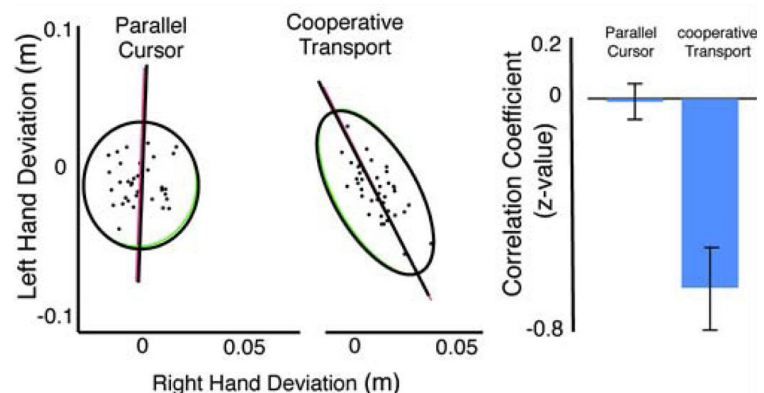 Parallel
Cursor
Cooperative
Transport
Left Hand Deviation (m)
0.1
0
-0.1
0
0.05
0
0.05
Right Hand Deviation (m)
Correlation Coefficient
(z-value)
0.2
0
-0.8
Parallel
Cursor
cooperative
Transport